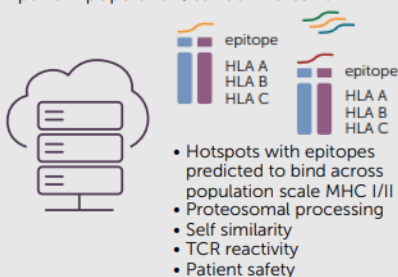 epitope
HLA A
HLA B
HLA C
epitope
HLA A
HLA B
HLA C
• Hotspots with epitopes
predicted to bind across
population scale MHC I/II
• Proteosomal processing
• Self similarity
• TCR reactivity
• Patient safety